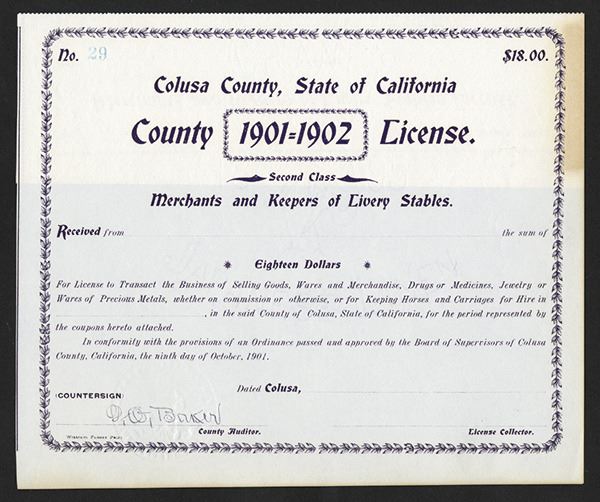 No. 29 $18.00.
Colusa County, State of California
County 1901-1902 License.
Second Class
Merchants and Keepers of Livery Stables.
Received from the sum of
Eighteen Dollars
For License to Transact the Business of Selling Goods, Wares and Merchandise, Drugs or Medicines, Jewelry or
Wares of Precious Metals, whether on commission or otherwise, or for Keeping Horses and Carriages for Hire in
, in the said County of Colusa, State of California, for the period represented by
the coupons hereto attached.
In conformity with the provisions of an Ordinance passed and approved by the Board of Supervisors of Colusa
County, California, the ninth day of October, 1901.
Dated Colusa,
(COUNTERSIGN)
County Auditor. License Collector.